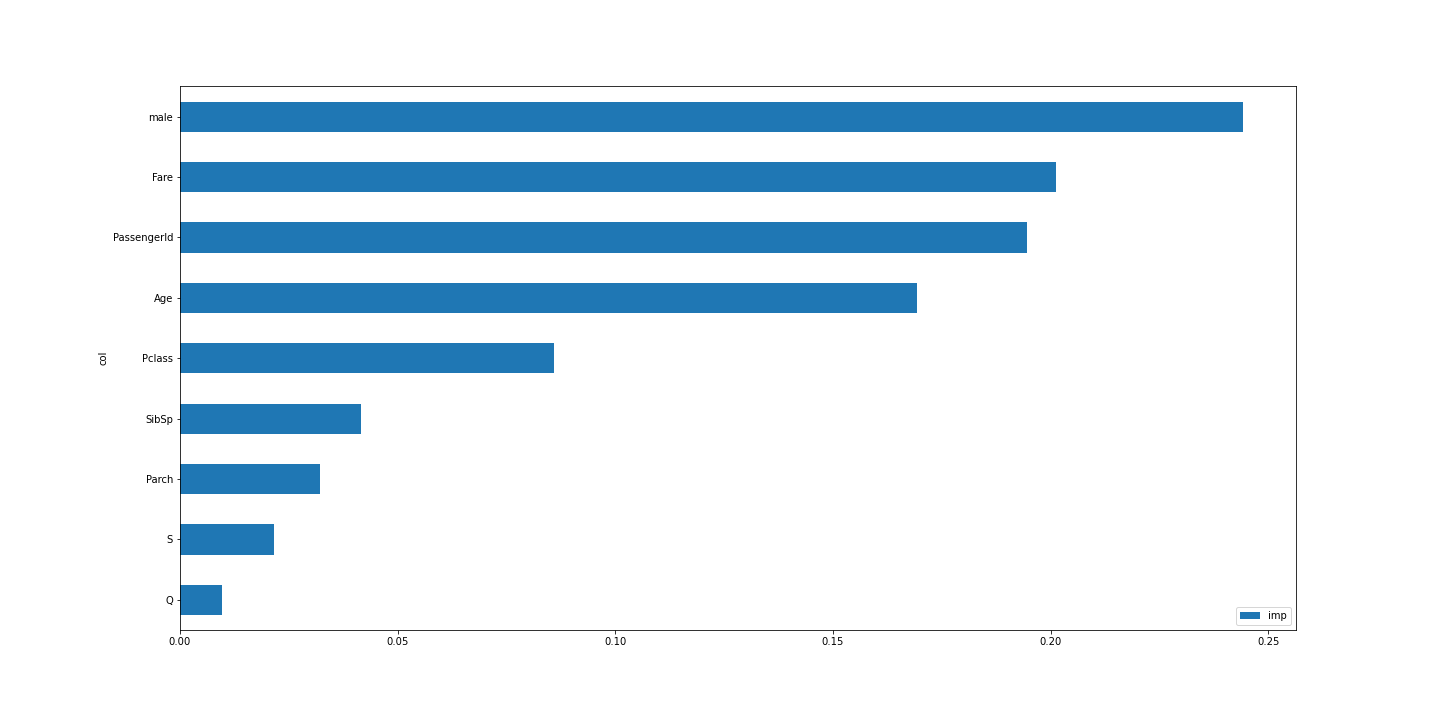 male
Fare
PassengerId
Age
Pclass
SibSp
Parch
S
Q
col
0.00 0.05 0.10 0.15 0.20 0.25
imp